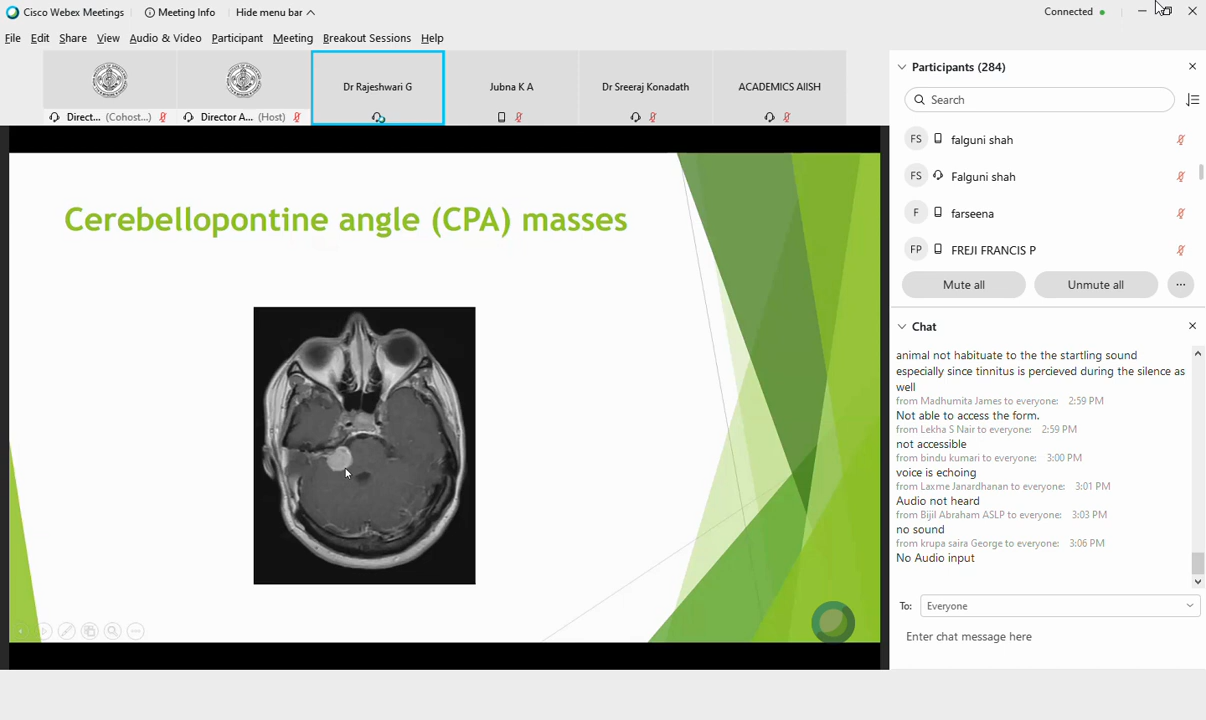 Cisco Webex Meetings
Meeting Info
Hide menu bar
Connected
File Edit Share View Audio & Video Participant Meeting Breakout Sessions Help
Direct... (Cohost...)
Director A... (Host)
Dr Rajeshwari G
Jubna K A
Dr Sreeraj Konadath
ACADEMICS AIISH
Cerebellopontine angle (CPA) masses
Participants (284)
Search
FS falguni shah
FS Falguni shah
F farseena
FP FREJI FRANCIS P
Mute all
Unmute all
Chat
animal not habituate to the the startling sound
especially since tinnitus is percieved during the silence as
well
from Madhumita James to everyone: 2:59 PM
Not able to access the form.
from Lekha S Nair to everyone: 2:59 PM
not accessible
from bindu kumari to everyone: 3:00 PM
voice is echoing
from Laxme Janardhanan to everyone: 3:01 PM
Audio not heard
from Bijil Abraham ASLP to everyone: 3:03 PM
no sound
from krupa saira George to everyone: 3:06 PM
No Audio input
To: Everyone
Enter chat message here